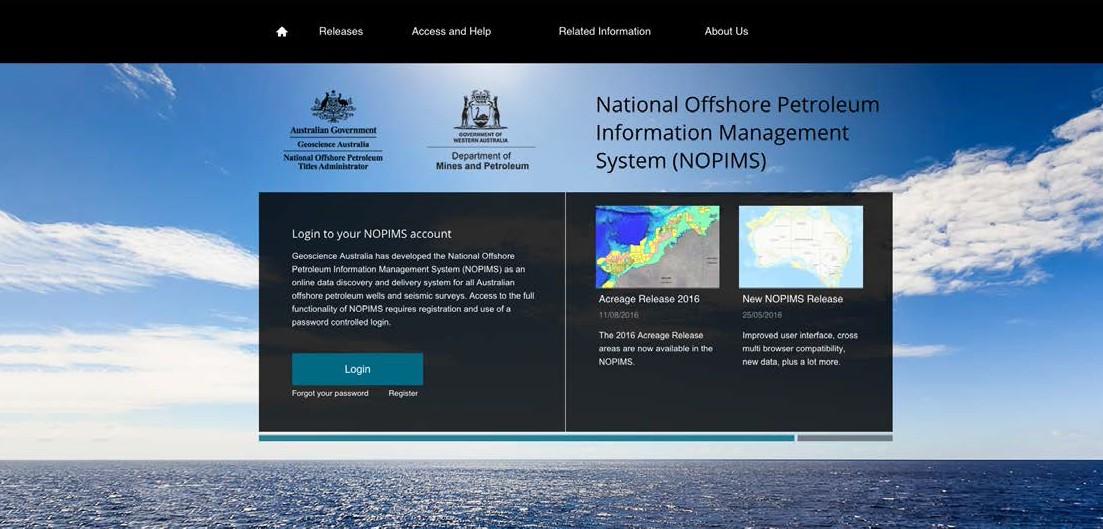 Releases
Access and Help
Related Information
About Us
Australian Government
Geoscience Australia
National Offshore Petroleum
Titles Administrator
GOVERNMENT OF
WESTERN AUSTRALIA
Department of
Mines and Petroleum
National Offshore Petroleum
Information Management
System (NOPIMS)
Login to your NOPIMS account
Geoscience Australia has developed the National Offshore
Petroleum Information Management System (NOPIMS) as an
online data discovery and delivery system for all Australian
offshore petroleum wells and seismic surveys. Access to the full
functionality of NOPIMS requires registration and use of a
password controlled login.
Login
Forgot your password
Register
Acreage Release 2016
11/08/2016
The 2016 Acreage Release
areas are now available in the
NOPIMS.
New NOPIMS Release
25/05/2016
Improved user interface, cross
multi browser compatibility,
new data, plus a lot more.